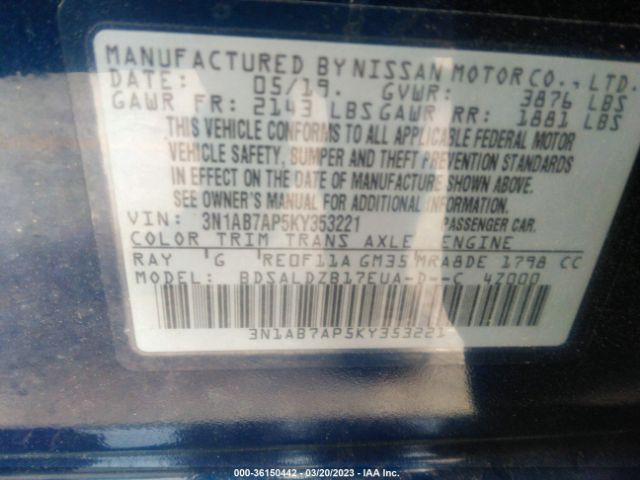 MANUFACTURED BY NISSAN MOTOR CO., LTD.
DATE: 05/19. GVWR: 3876 LBS
GAWR FR: 2143 LBS GAWR RR: 1881 LBS
THIS VEHICLE CONFORMS TO ALL APPLICABLE FEDERAL MOTOR
VEHICLE SAFETY, BUMPER AND THEFT PREVENTION STANDARDS
IN EFFECT ON THE DATE OF MANUFACTURE SHOWN ABOVE.
SEE OWNER'S MANUAL FOR ADDITIONAL INFORMATION.
VIN: 3N1AB7AP5KY353221 PASSENGER CAR.
COLOR TRIM TRANS AXLE ENGINE
RAY G RE0F11A GM35 MRA8DE 1798 CC
MODEL: BDSALDZB17EUA-D--C 4Z000
3N1AB7AP5KY353221
000-36150442 - 03/20/2023 - IAA Inc.